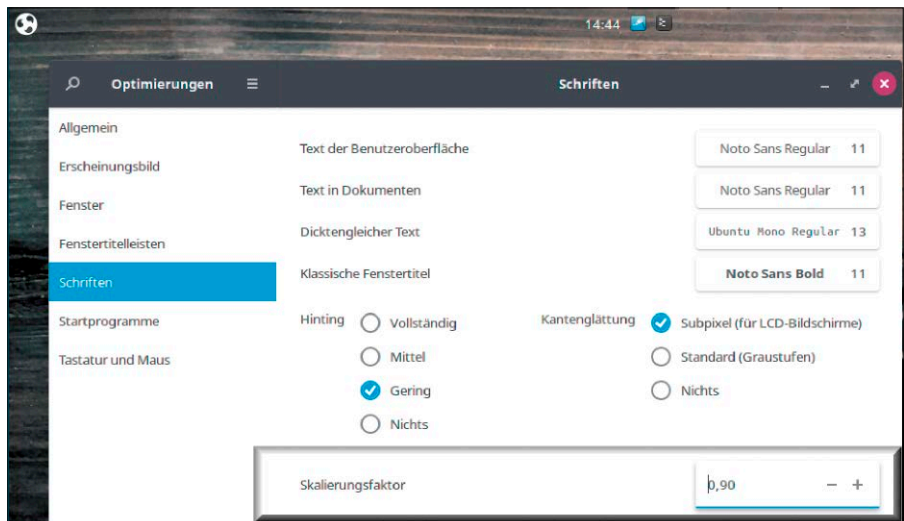 14:44
Optimierungen
Schriften
Allgemein
Erscheinungsbild
Fenster
Fenstertitelleisten
Schriften
Startprogramme
Tastatur und Maus
Text der Benutzeroberfläche Noto Sans Regular 11
Text in Dokumenten Noto Sans Regular 11
Dicktengleicher Text Ubuntu Mono Regular 13
Klassische Fenstertitel Noto Sans Bold 11
Hinting
Vollständig
Mittel
Gering
Nichts
Kantenglättung
Subpixel (für LCD-Bildschirme)
Standard (Graustufen)
Nichts
Skalierungsfaktor 0,90 − +